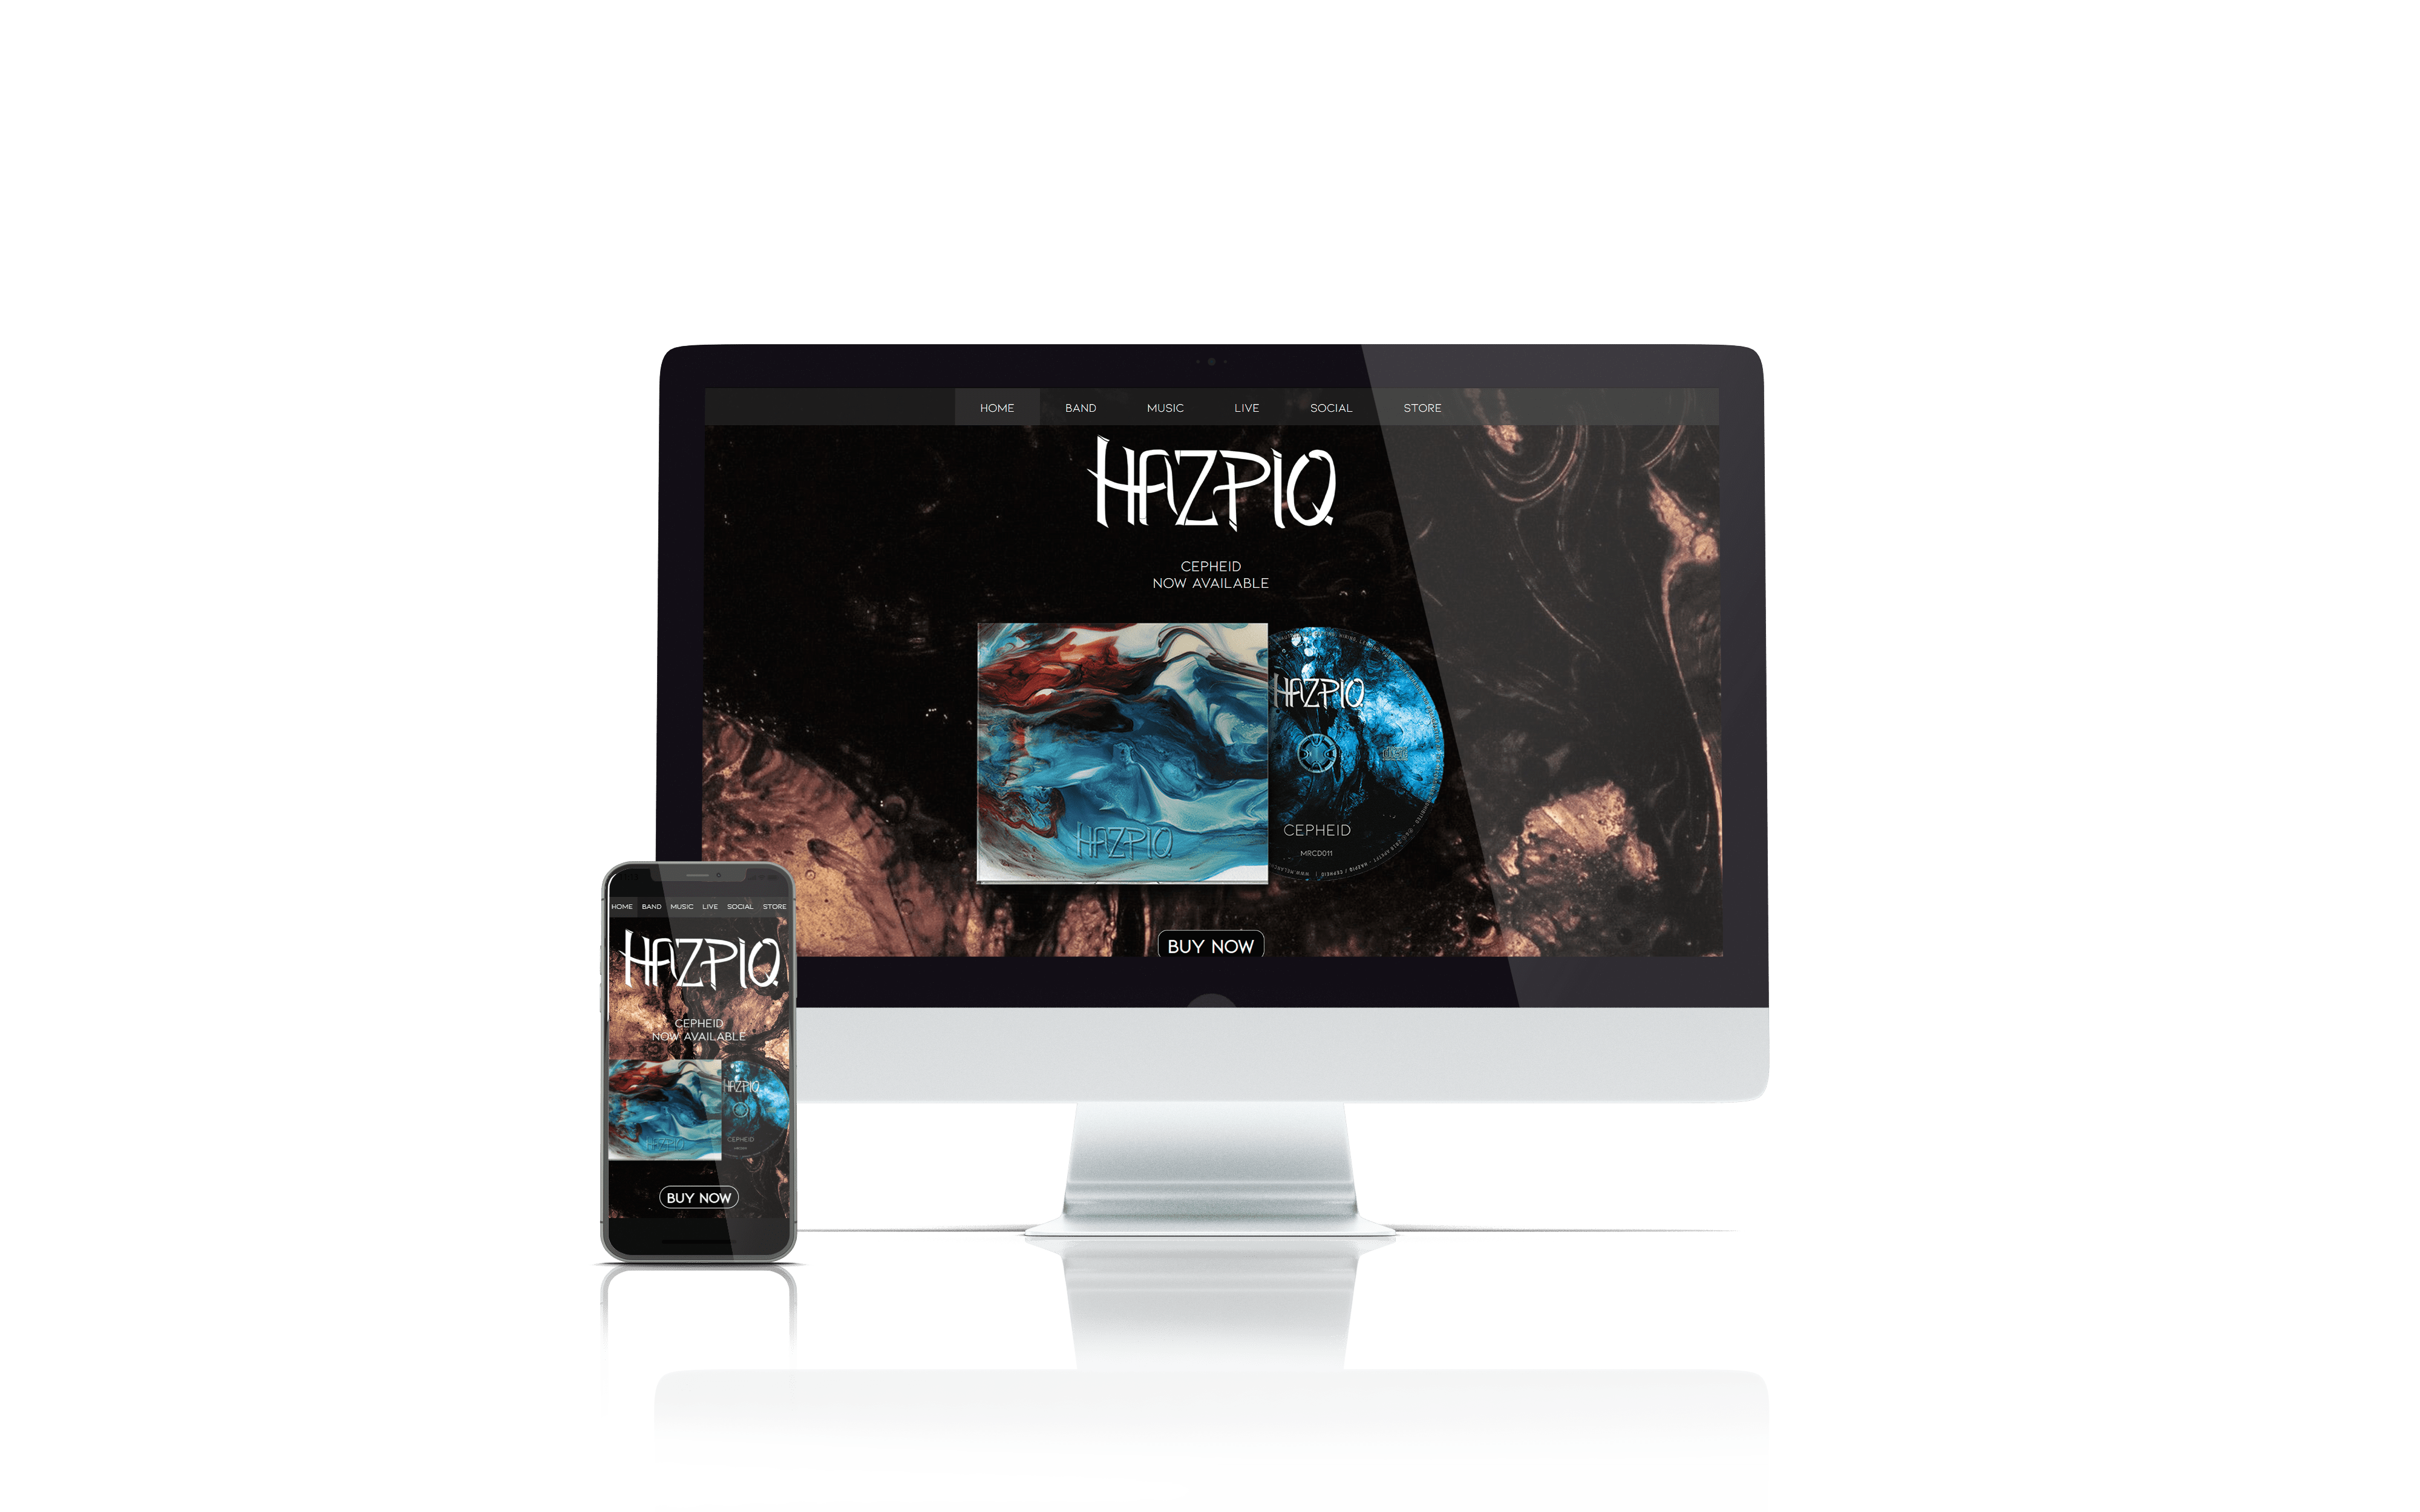 HOME BAND MUSIC LIVE SOCIAL STORE
HAZPIQ
CEPHEID
NOW AVAILABLE
HAZPIQ
HAZPIQ
CEPHEID
MRCD011
BUY NOW
HOME BAND MUSIC LIVE SOCIAL STORE
HAZPIQ
CEPHEID
NOW AVAILABLE
HAZPIQ
HAZPIQ
CEPHEID
BUY NOW